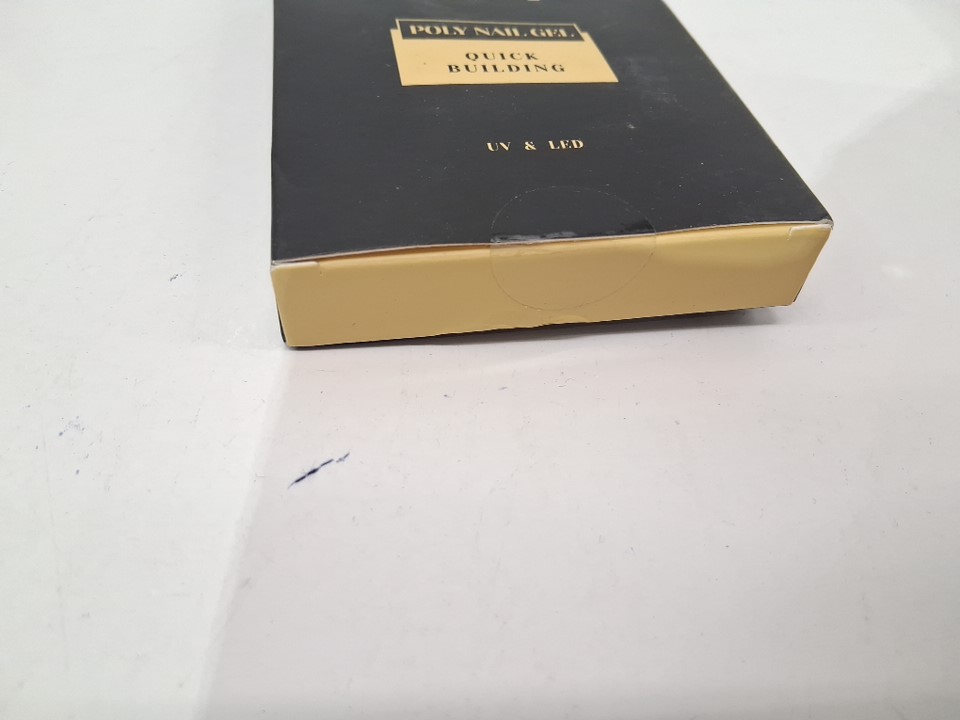 POLY NAIL GEL
QUICK
BUILDING
UV & LED